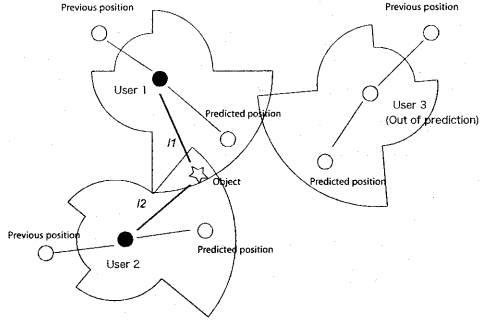 Previous position
Previous position
User 1
Predicted position
User 3
(Out of prediction)
l1
Object
Predicted position
l2
Previous position
Predicted position
User 2